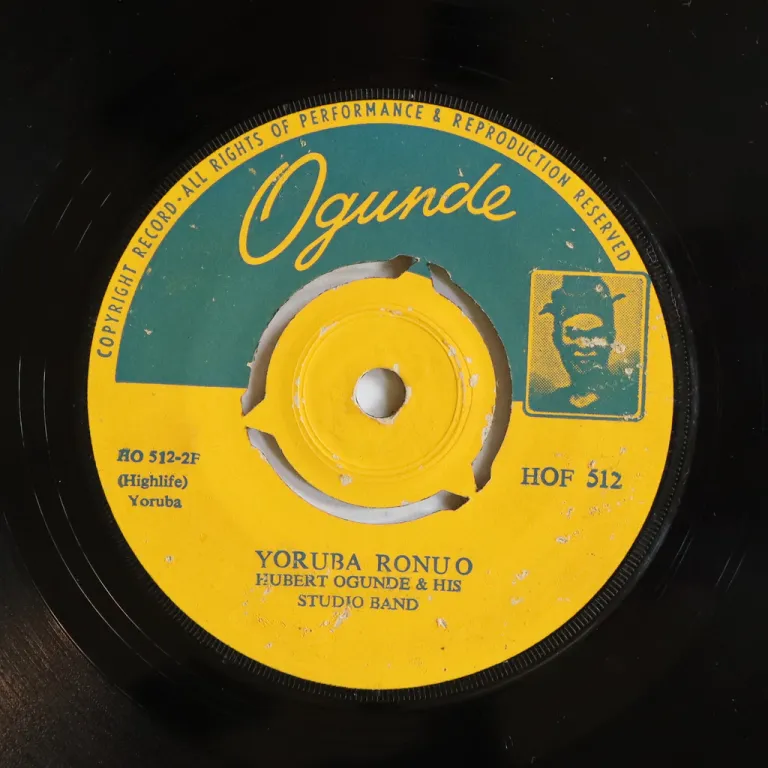 COPYRIGHT RECORD · ALL RIGHTS OF PERFORMANCE & REPRODUCTION RESERVED
Ogunde
HO 512-2F
(Highlife)
Yoruba
HOF 512
YORUBA RONU O
HUBERT OGUNDE & HIS
STUDIO BAND